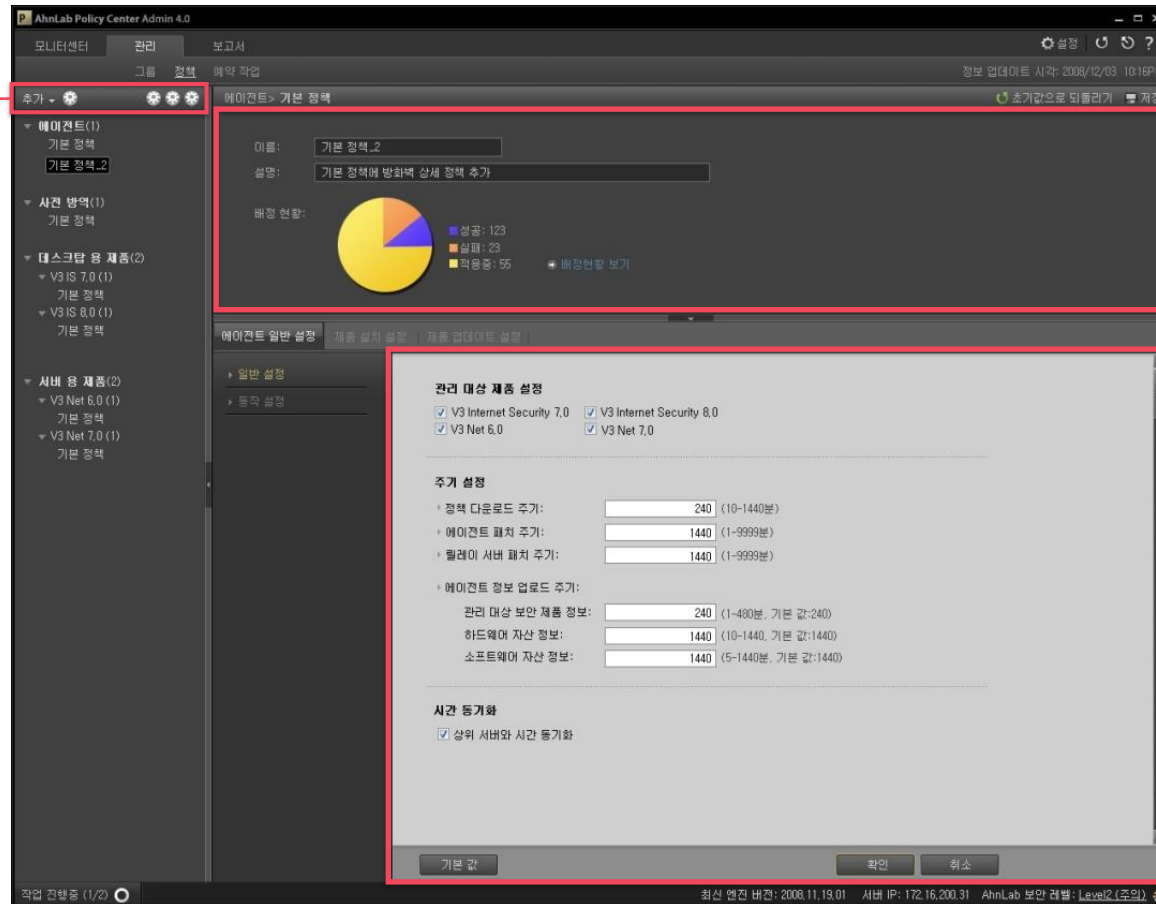 AhnLab Policy Center Admin 4.0
모니터센터 관리 보고서 설정 ?
그룹 정책 예약 작업 정보 업데이트 시각: 2008/12/03 10:16P
추가
에이전트> 기본 정책 초기값으로 되돌리기 저장
에이전트(1)
기본 정책
기본 정책_2
사전 방역(1)
기본 정책
데스크탑 용 제품(2)
V3 IS 7.0 (1)
기본 정책
V3 IS 8.0 (1)
기본 정책
서버 용 제품(2)
V3 Net 6.0 (1)
기본 정책
V3 Net 7.0 (1)
기본 정책
이름: 기본 정책_2
설명: 기본 정책에 방화벽 상세 정책 추가
배정 현황:
성공: 123
실패: 23
적용중: 55 배정현황 보기
에이전트 일반 설정 제품 설치 설정 제품 업데이트 설정
일반 설정
동작 설정
관리 대상 제품 설정
V3 Internet Security 7.0 V3 Internet Security 8.0
V3 Net 6.0 V3 Net 7.0
주기 설정
정책 다운로드 주기: 240 (10-1440분)
에이전트 패치 주기: 1440 (1-9999분)
릴레이 서버 패치 주기: 1440 (1-9999분)
에이전트 정보 업로드 주기:
관리 대상 보안 제품 정보: 240 (1-480분, 기본 값:240)
하드웨어 자산 정보: 1440 (10-1440, 기본 값:1440)
소프트웨어 자산 정보: 1440 (5-1440분, 기본 값:1440)
시간 동기화
상위 서버와 시간 동기화
기본 값 확인 취소
작업 진행중 (1/2) 최신 엔진 버전: 2008.11.19.01 서버 IP: 172.16.200.31 AhnLab 보안 레벨: Level2 (주의)